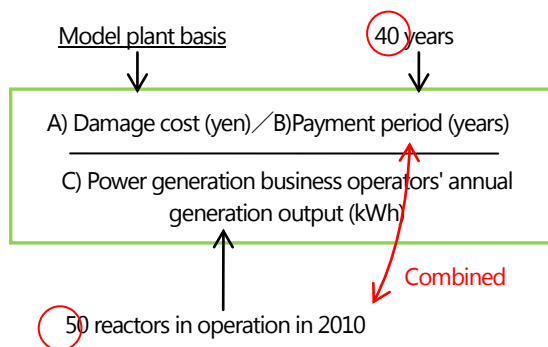 Model plant basis
40 years
A) Damage cost (yen)／B)Payment period (years)
C) Power generation business operators' annual
generation output (kWh)
Combined
50 reactors in operation in 2010